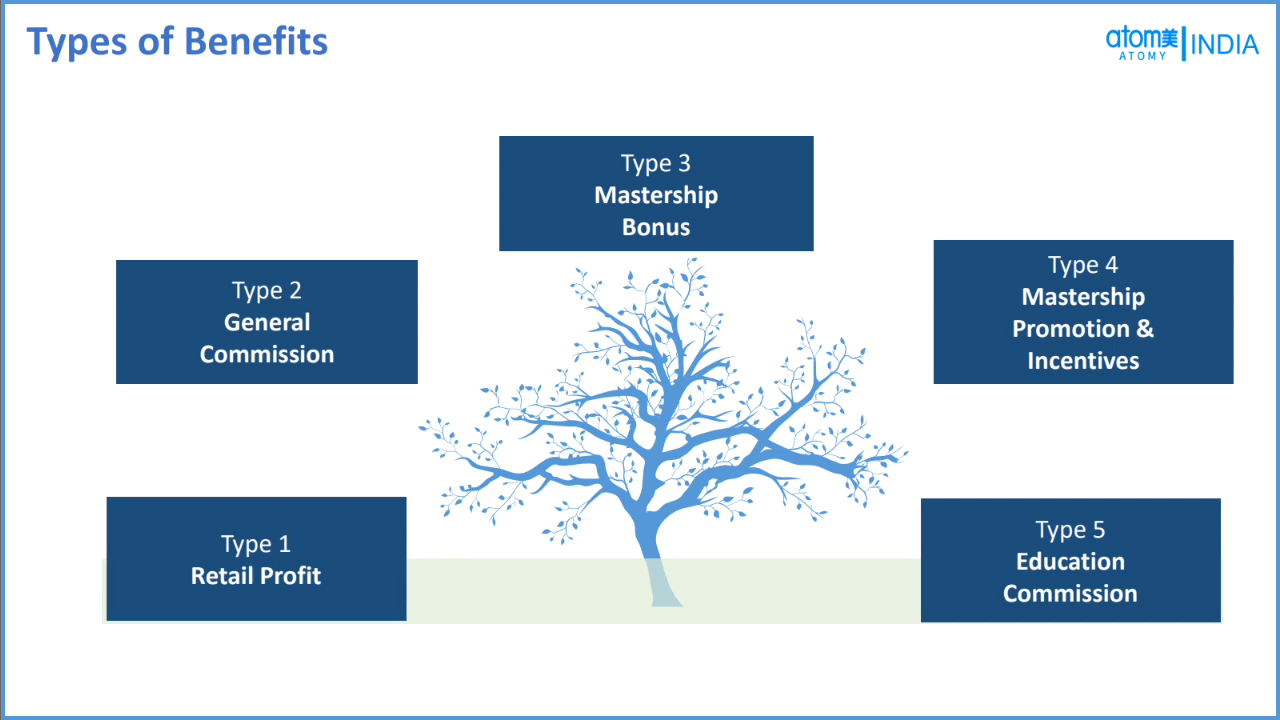 Types of Benefits
atom美
ATOMY
INDIA
Type 3
Mastership
Bonus
Type 2
General
Commission
Type 4
Mastership
Promotion &
Incentives
Type 1
Retail Profit
Type 5
Education
Commission